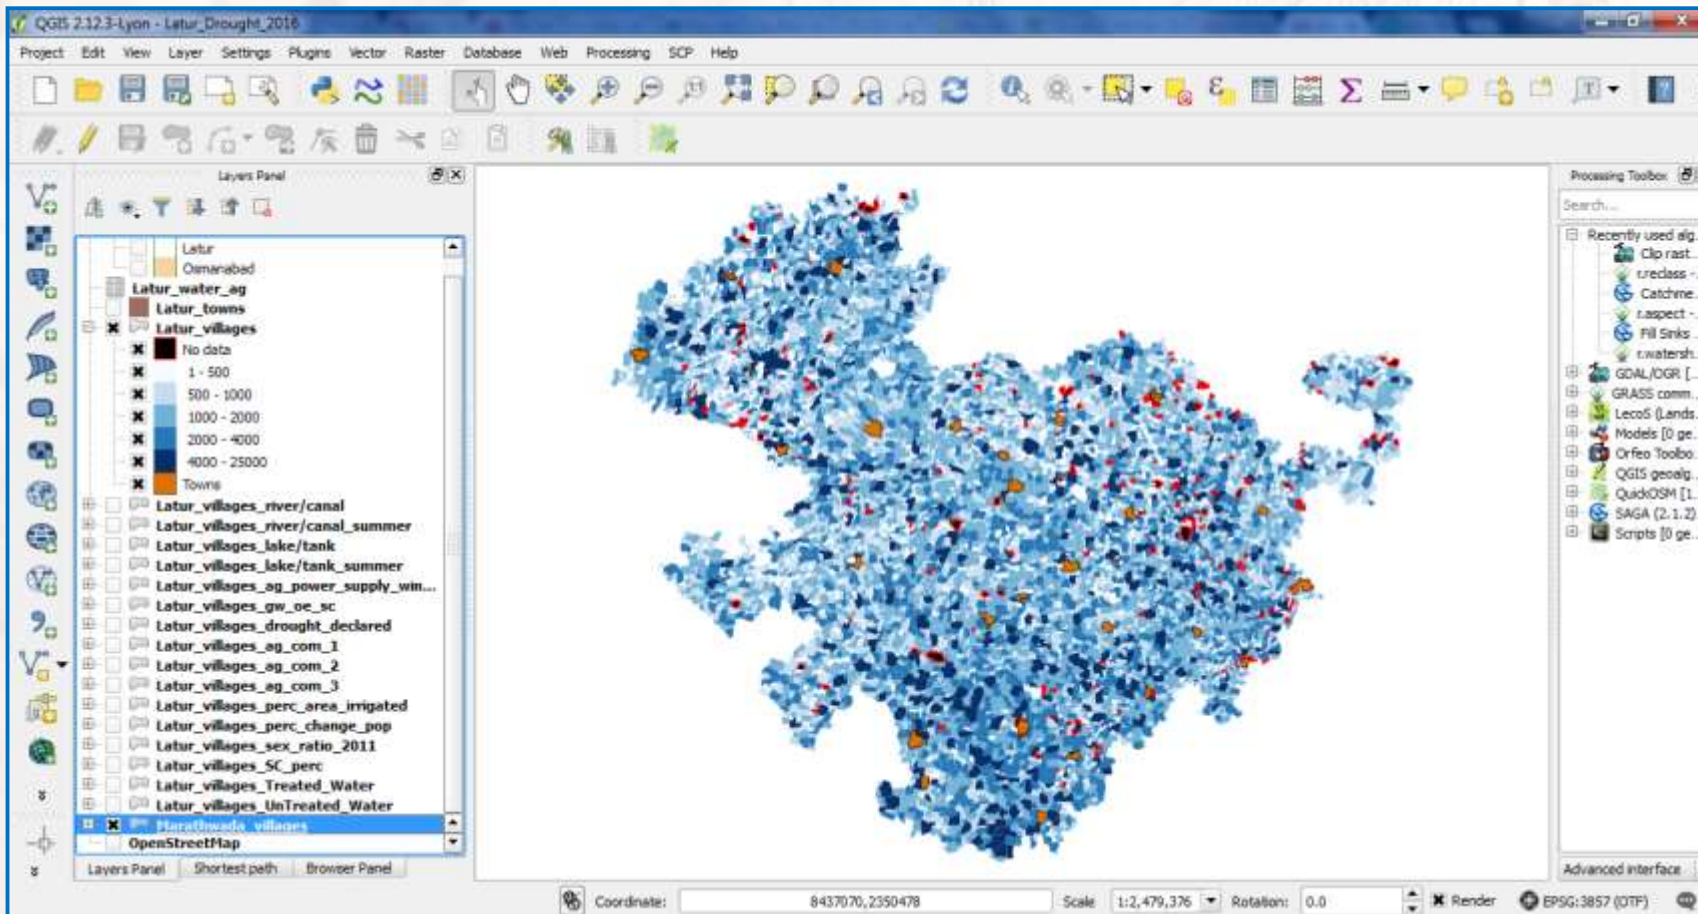 QGIS 2.12.3-Lyon - Latur_Drought_2016
Project Edit View Layer Settings Plugins Vector Raster Database Web Processing SCP Help
Layers Panel
Latur
Osmanabad
Latur_water_ag
Latur_towns
Latur_villages
No data
1 - 500
500 - 1000
1000 - 2000
2000 - 4000
4000 - 25000
Towns
Latur_villages_river/canal
Latur_villages_river/canal_summer
Latur_villages_lake/tank
Latur_villages_lake/tank_summer
Latur_villages_ag_power_supply_win...
Latur_villages_gw_oe_sc
Latur_villages_drought_declared
Latur_villages_ag_com_1
Latur_villages_ag_com_2
Latur_villages_ag_com_3
Latur_villages_perc_area_irrigated
Latur_villages_perc_change_pop
Latur_villages_sex_ratio_2011
Latur_villages_SC_perc
Latur_villages_Treated_Water
Latur_villages_UnTreated_Water
Marathwada_villages
OpenStreetMap
Layers Panel Shortest path Browser Panel
Processing Toolbox
Search...
Recently used alg...
Clip rast...
r.reclass -...
Catchme...
r.aspect -...
Fill Sinks ...
r.watersh...
GDAL/OGR [...
GRASS comm...
LecoS (Lands...
Models [0 ge...
Orfeo Toolbo...
QGIS geoalg...
QuickOSM [1...
SAGA (2.1.2)
Scripts [0 ge...
Advanced interface
Coordinate: 8437070,2350478 Scale 1:2,479,376 Rotation: 0.0 Render EPSG:3857 (OTF)